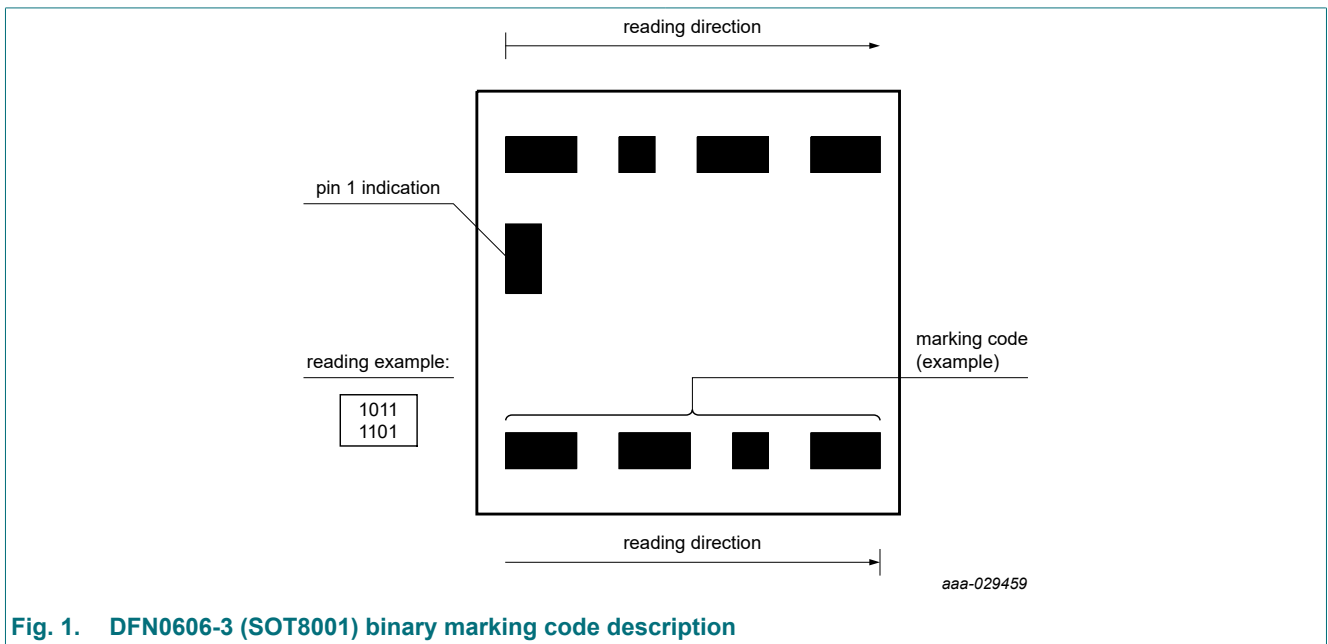 reading direction
pin 1 indication
reading example:
1011
1101
marking code
(example)
reading direction
aaa-029459
Fig. 1. DFN0606-3 (SOT8001) binary marking code description